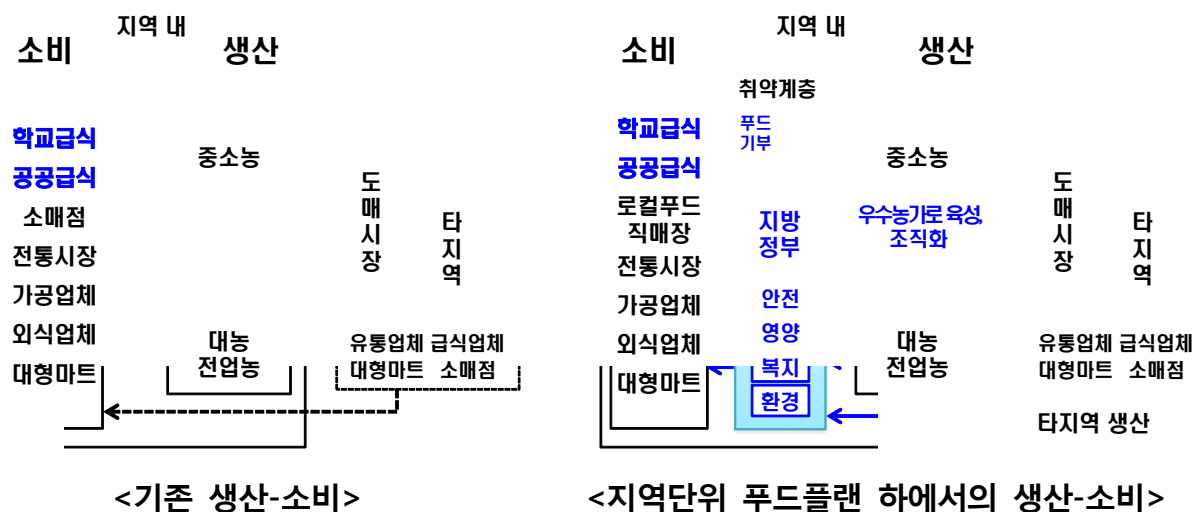 지역 내
소비
생산
학교급식
공공급식
소매점
전통시장
가공업체
외식업체
대형마트
중소농
대농
전업농
도매시장
타지역
유통업체 급식업체
대형마트 소매점
<기존 생산-소비>
지역 내
소비
생산
취약계층
푸드
기부
학교급식
공공급식
로컬푸드
직매장
전통시장
가공업체
외식업체
대형마트
지방
정부
안전
영양
복지
환경
중소농
우수농가로 육성,
조직화
대농
전업농
도매시장
타지역
유통업체 급식업체
대형마트 소매점
타지역 생산
<지역단위 푸드플랜 하에서의 생산-소비>